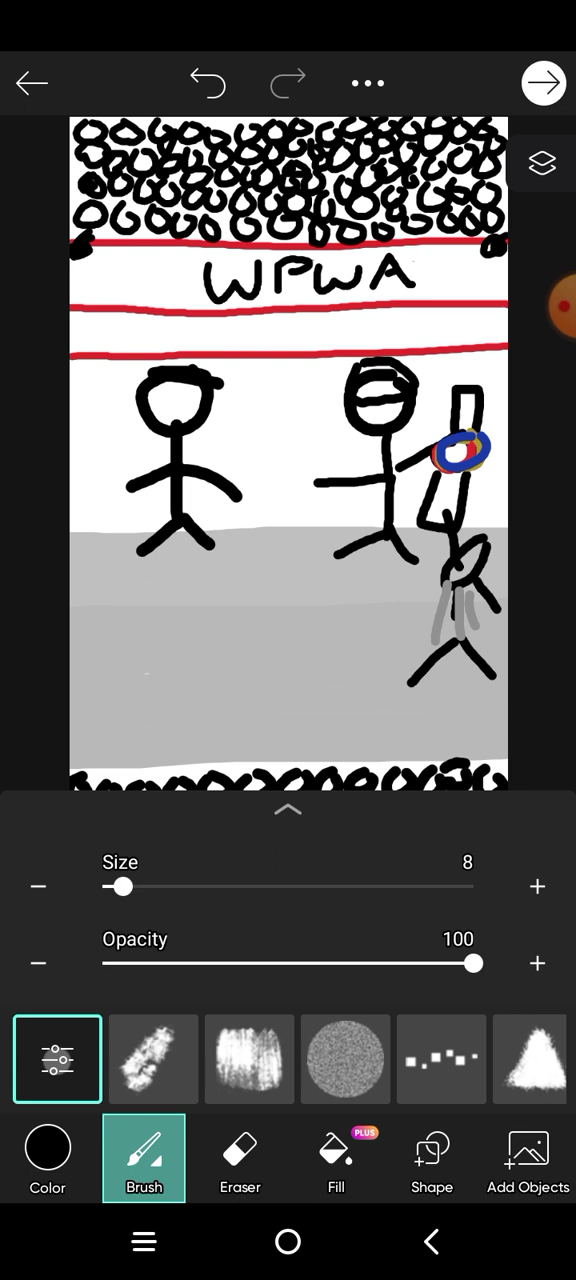 WPWA
Size 8
Opacity 100
PLUS
Color Brush Eraser Fill Shape Add Objects